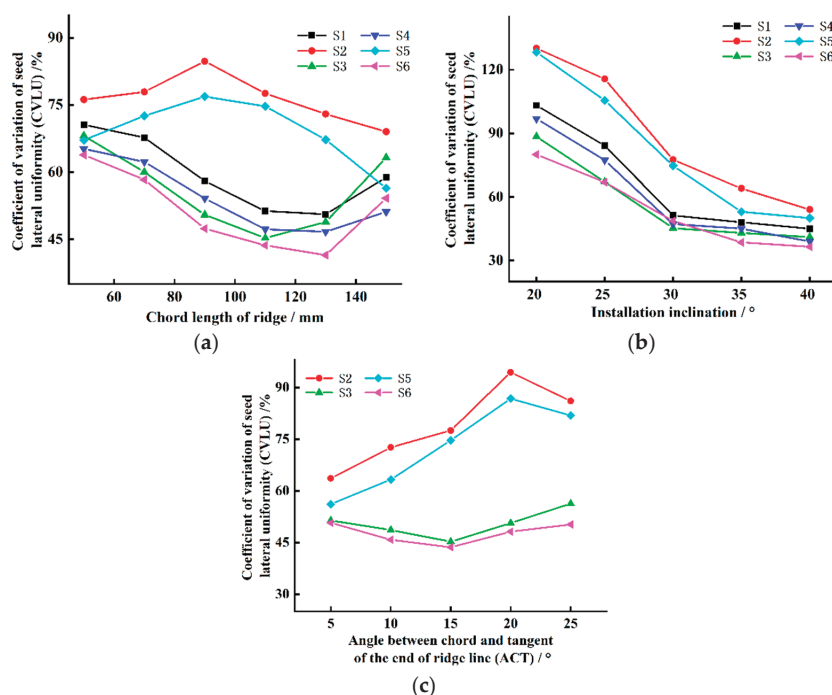 Coefficient of variation of seed
lateral uniformity (CVLU) /%
90
75
60
45
S1 S4
S2 S5
S3 S6
60 80 100 120 140
Chord length of ridge / mm
(a)
Coefficient of variation of seed
lateral uniformity (CVLU) /%
120
90
60
30
S1 S4
S2 S5
S3 S6
20 25 30 35 40
Installation inclination / °
(b)
Coefficient of variation of seed
lateral uniformity (CVLU) /%
90
75
60
45
30
S2 S5
S3 S6
5 10 15 20 25
Angle between chord and tangent
of the end of ridge line (ACT) / °
(c)